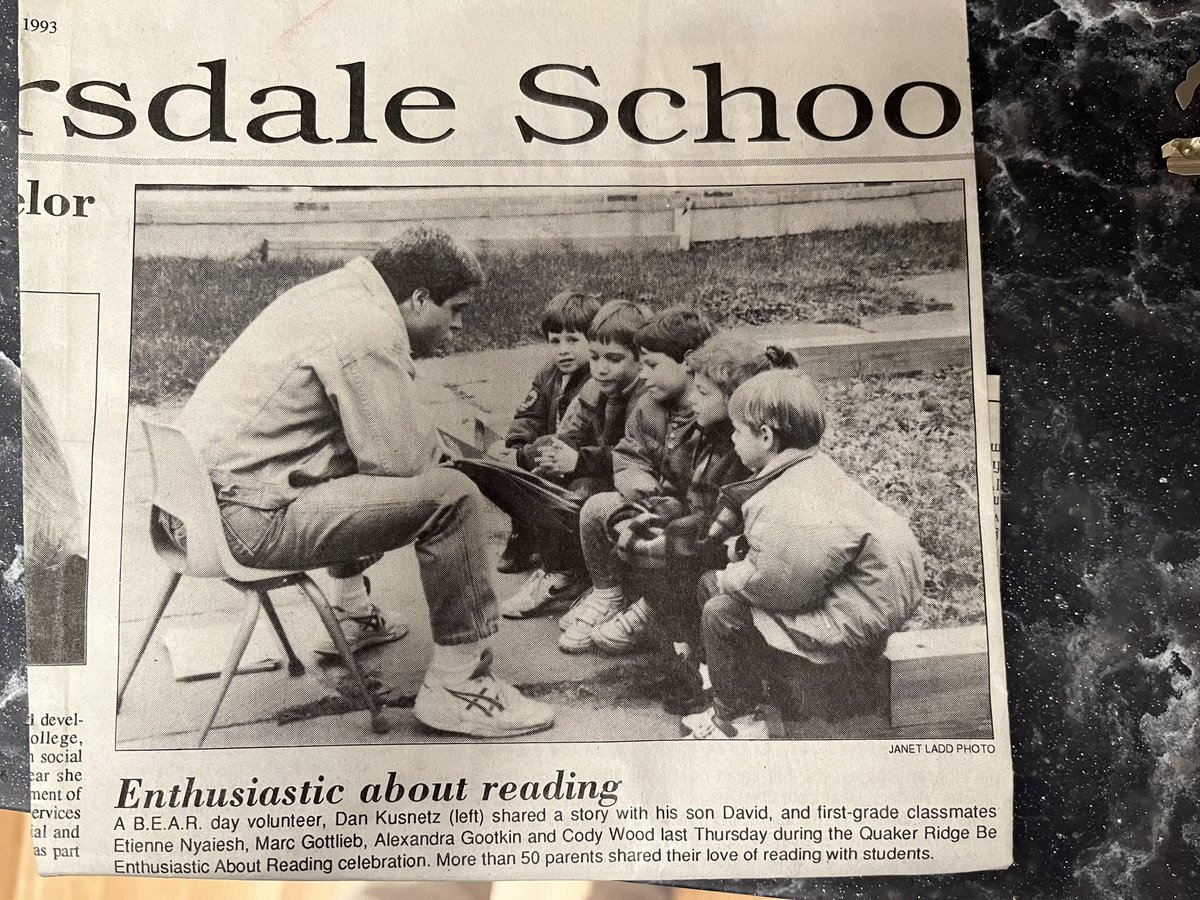 1993
rsdale Schoo
elor
JANET LADD PHOTO
Enthusiastic about reading
A B.E.A.R. day volunteer, Dan Kusnetz (left) shared a story with his son David, and first-grade classmates
Etienne Nyaiesh, Marc Gottlieb, Alexandra Gootkin and Cody Wood last Thursday during the Quaker Ridge Be
Enthusiastic About Reading celebration. More than 50 parents shared their love of reading with students.
d devel-
ollege,
n social
ear she
ment of
ervices
ial and
as part